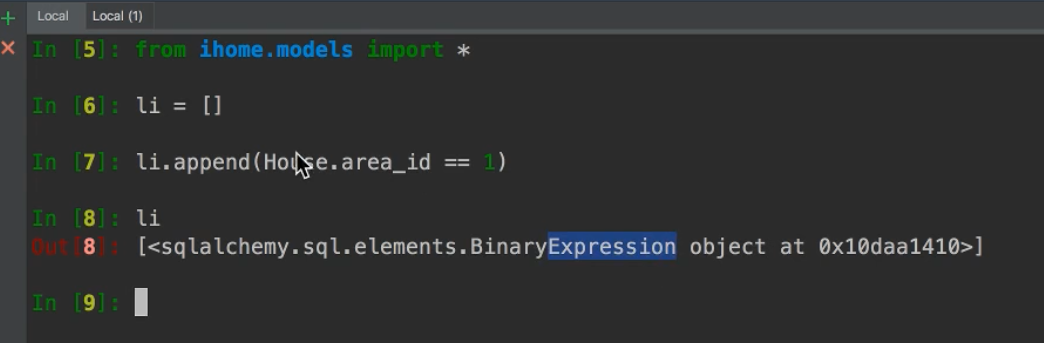 Local Local (1)
In [5]: from ihome.models import *
In [6]: li = []
In [7]: li.append(House.area_id == 1)
In [8]: li
Out[8]: [<sqlalchemy.sql.elements.BinaryExpression object at 0x10daa1410>]
In [9]: